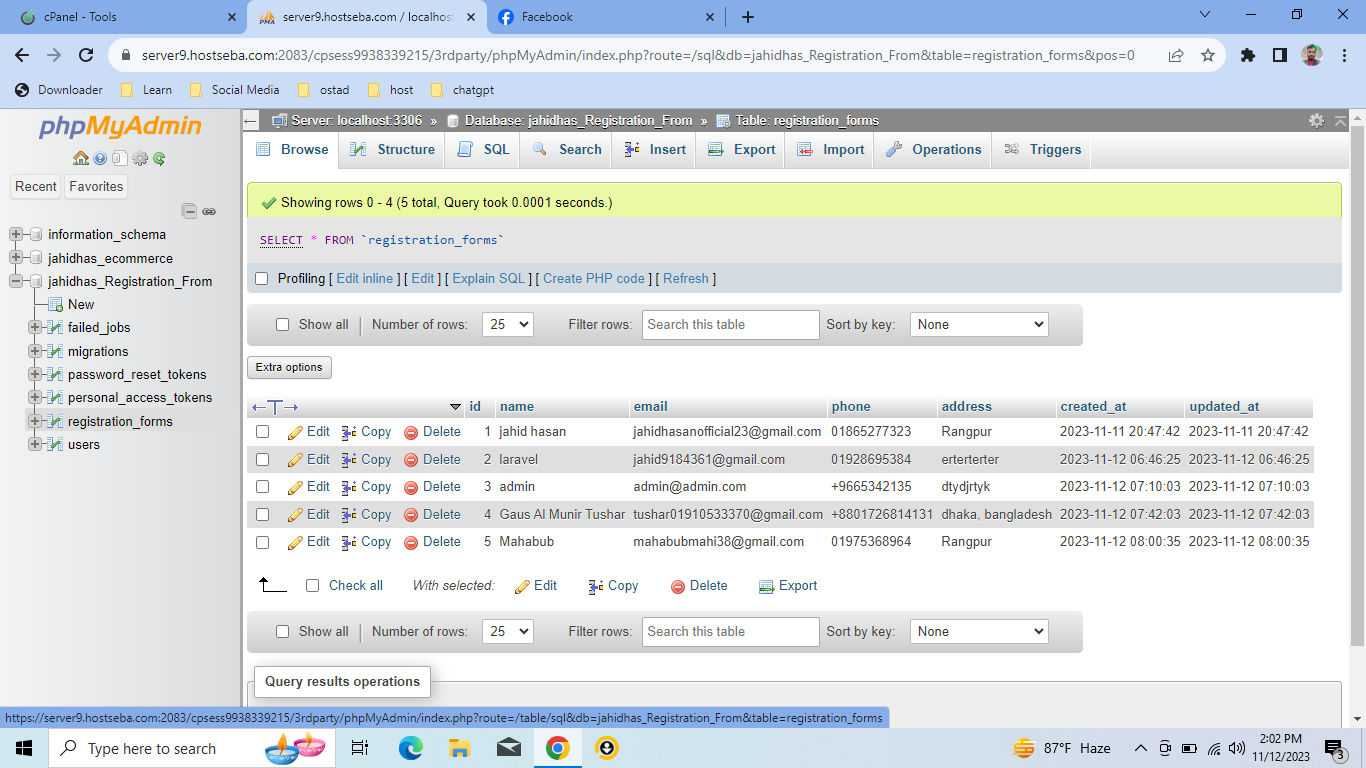 cPanel - Tools
server9.hostseba.com / localhos
Facebook
server9.hostseba.com:2083/cpsess9938339215/3rdparty/phpMyAdmin/index.php?route=/sql&db=jahidhas_Registration_From&table=registration_forms&pos=0
Downloader Learn Social Media ostad host chatgpt
phpMyAdmin
Recent Favorites
information_schema
jahidhas_ecommerce
jahidhas_Registration_From
New
failed_jobs
migrations
password_reset_tokens
personal_access_tokens
registration_forms
users
Server: localhost:3306 » Database: jahidhas_Registration_From » Table: registration_forms
Browse Structure SQL Search Insert Export Import Operations Triggers
Showing rows 0 - 4 (5 total, Query took 0.0001 seconds.)
SELECT * FROM `registration_forms`
Profiling [ Edit inline ] [ Edit ] [ Explain SQL ] [ Create PHP code ] [ Refresh ]
Show all Number of rows: 25 Filter rows: Search this table Sort by key: None
Extra options
id name email phone address created_at updated_at
Edit Copy Delete 1 jahid hasan jahidhasanofficial23@gmail.com 01865277323 Rangpur 2023-11-11 20:47:42 2023-11-11 20:47:42
Edit Copy Delete 2 laravel jahid9184361@gmail.com 01928695384 erterterter 2023-11-12 06:46:25 2023-11-12 06:46:25
Edit Copy Delete 3 admin admin@admin.com +9665342135 dtydjrtyk 2023-11-12 07:10:03 2023-11-12 07:10:03
Edit Copy Delete 4 Gaus Al Munir Tushar tushar01910533370@gmail.com +8801726814131 dhaka, bangladesh 2023-11-12 07:42:03 2023-11-12 07:42:03
Edit Copy Delete 5 Mahabub mahabubmahi38@gmail.com 01975368964 Rangpur 2023-11-12 08:00:35 2023-11-12 08:00:35
Check all With selected: Edit Copy Delete Export
Show all Number of rows: 25 Filter rows: Search this table Sort by key: None
Query results operations
https://server9.hostseba.com:2083/cpsess9938339215/3rdparty/phpMyAdmin/index.php?route=/table/sql&db=jahidhas_Registration_From&table=registration_forms
Type here to search
87°F Haze
2:02 PM
11/12/2023
3